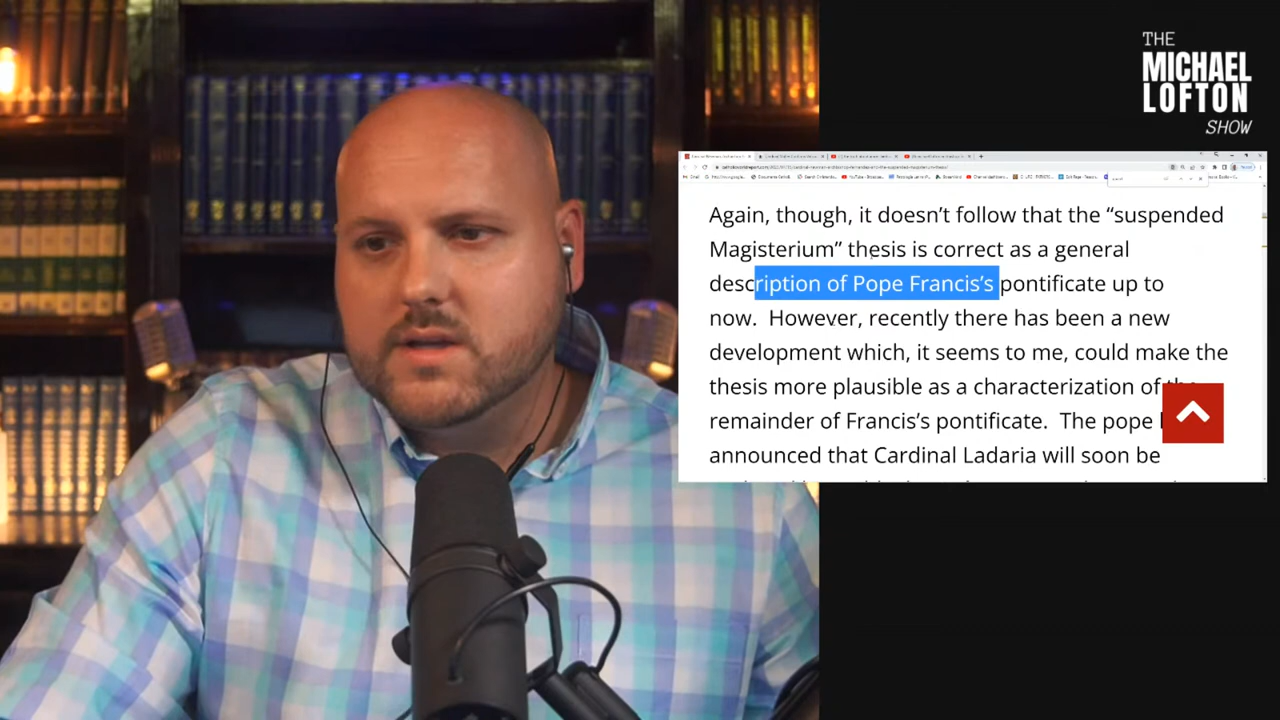 THE
MICHAEL
LOFTON
SHOW
Again, though, it doesn’t follow that the “suspended
Magisterium” thesis is correct as a general
description of Pope Francis’s pontificate up to
now.  However, recently there has been a new
development which, it seems to me, could make the
thesis more plausible as a characterization of the
remainder of Francis’s pontificate.  The pope
announced that Cardinal Ladaria will soon be